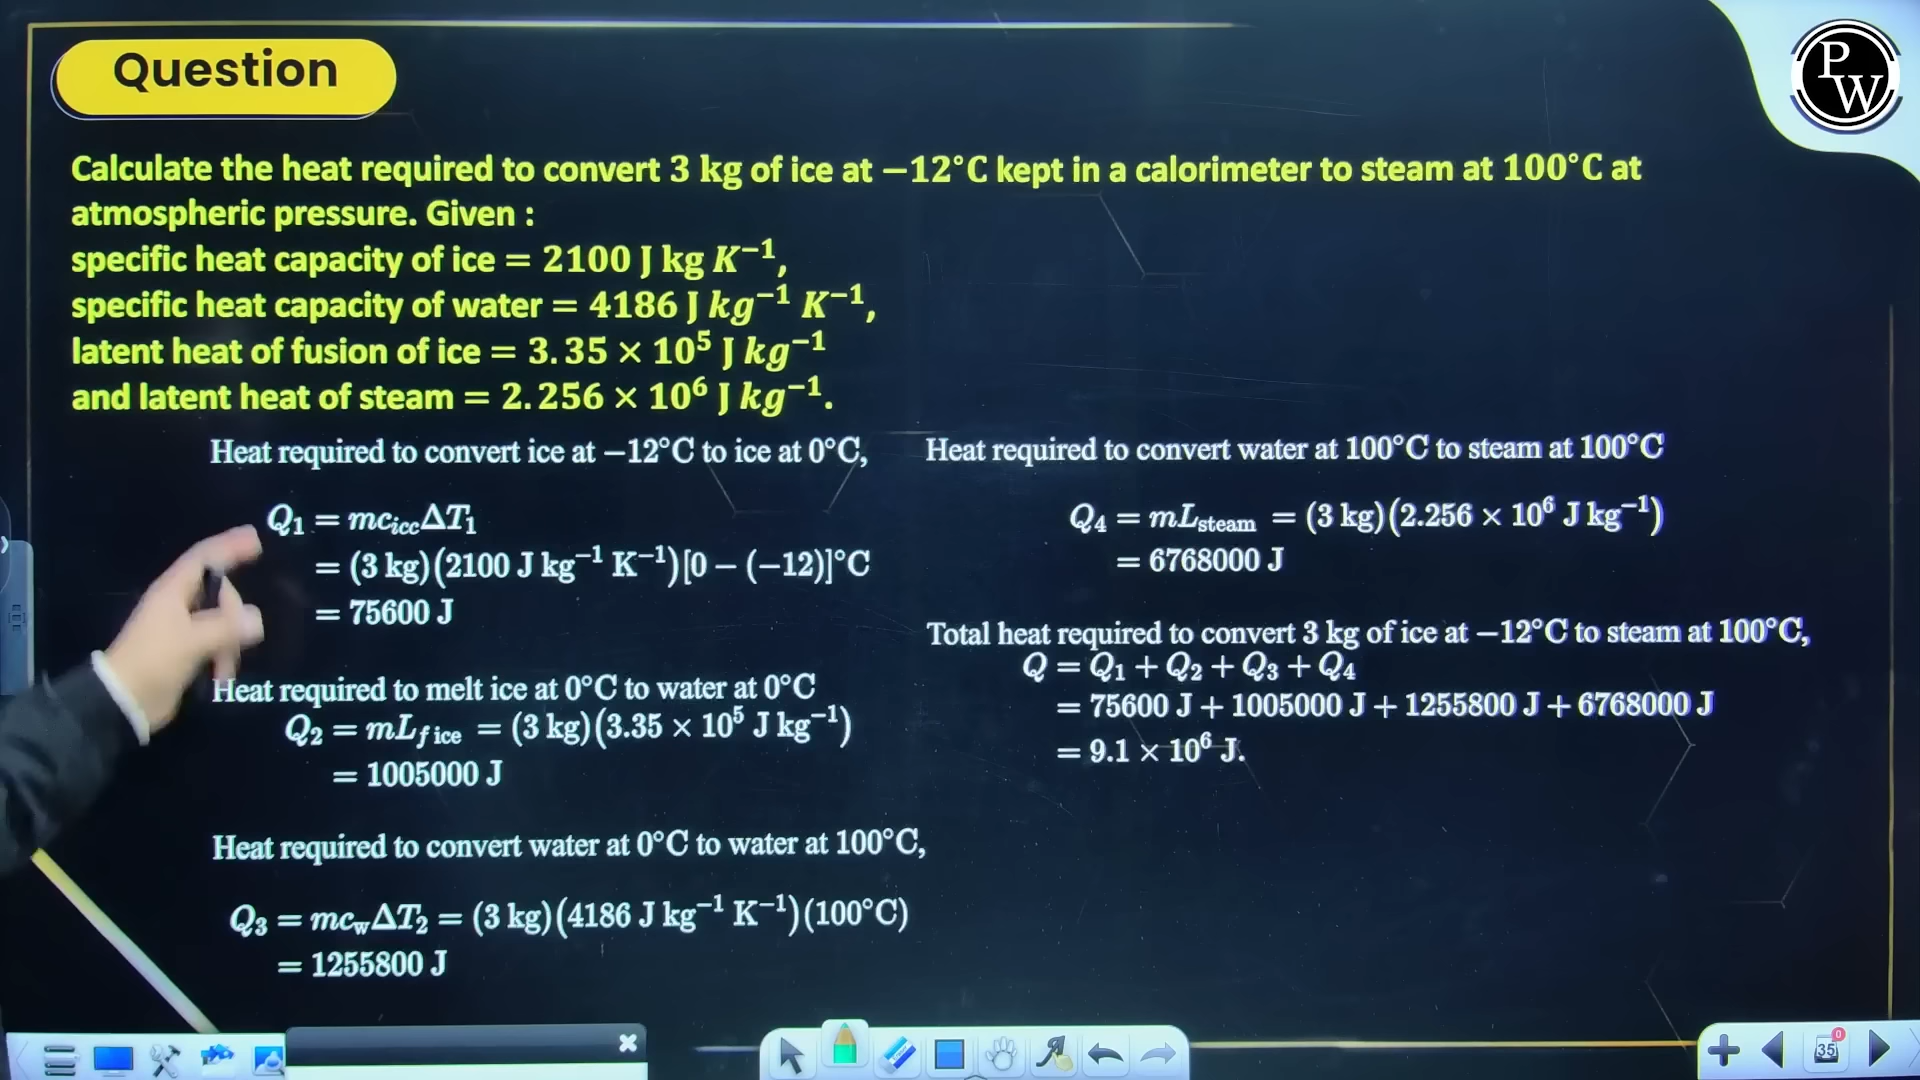 Question
PW
Calculate the heat required to convert 3 kg of ice at −12°C kept in a calorimeter to steam at 100°C at
atmospheric pressure. Given :
specific heat capacity of ice = 2100 J kg K⁻¹,
specific heat capacity of water = 4186 J kg⁻¹ K⁻¹,
latent heat of fusion of ice = 3.35 × 10⁵ J kg⁻¹
and latent heat of steam = 2.256 × 10⁶ J kg⁻¹.
Heat required to convert ice at −12°C to ice at 0°C,
Q₁ = mc_icc ΔT₁
= (3 kg)(2100 J kg⁻¹ K⁻¹)[0 − (−12)]°C
= 75600 J
Heat required to melt ice at 0°C to water at 0°C
Q₂ = mL_f ice = (3 kg)(3.35 × 10⁵ J kg⁻¹)
= 1005000 J
Heat required to convert water at 0°C to water at 100°C,
Q₃ = mc_w ΔT₂ = (3 kg)(4186 J kg⁻¹ K⁻¹)(100°C)
= 1255800 J
Heat required to convert water at 100°C to steam at 100°C
Q₄ = mL_steam = (3 kg)(2.256 × 10⁶ J kg⁻¹)
= 6768000 J
Total heat required to convert 3 kg of ice at −12°C to steam at 100°C,
Q = Q₁ + Q₂ + Q₃ + Q₄
= 75600 J + 1005000 J + 1255800 J + 6768000 J
= 9.1 × 10⁶ J.
0
35